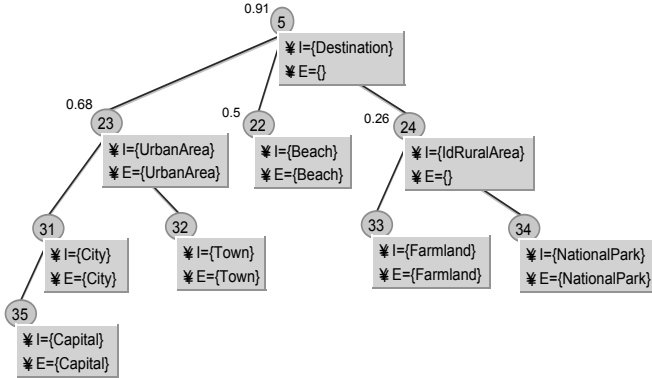 0.91
5
¥ I={Destination}
¥ E={}
0.68
23
¥ I={UrbanArea}
¥ E={UrbanArea}
0.5
22
¥ I={Beach}
¥ E={Beach}
0.26
24
¥ I={IdRuralArea}
¥ E={}
31
¥ I={City}
¥ E={City}
32
¥ I={Town}
¥ E={Town}
33
¥ I={Farmland}
¥ E={Farmland}
34
¥ I={NationalPark}
¥ E={NationalPark}
35
¥ I={Capital}
¥ E={Capital}